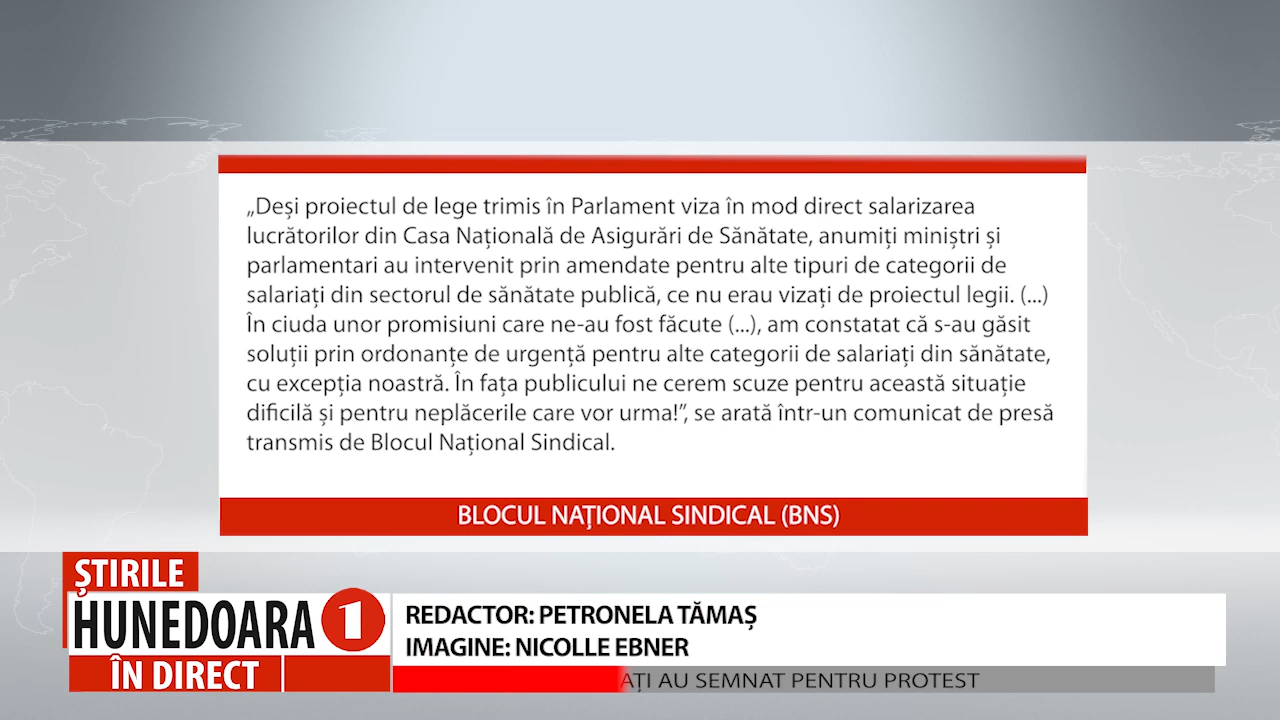 „Deși proiectul de lege trimis în Parlament viza în mod direct salarizarea
lucrătorilor din Casa Națională de Asigurări de Sănătate, anumiți miniștri și
parlamentari au intervenit prin amendate pentru alte tipuri de categorii de
salariați din sectorul de sănătate publică, ce nu erau vizați de proiectul legii. (...)
În ciuda unor promisiuni care ne-au fost făcute (...), am constatat că s-au găsit
soluții prin ordonanțe de urgență pentru alte categorii de salariați din sănătate,
cu excepția noastră. În fața publicului ne cerem scuze pentru această situație
dificilă și pentru neplăcerile care vor urma!”, se arată într-un comunicat de presă
transmis de Blocul Național Sindical.
BLOCUL NAȚIONAL SINDICAL (BNS)
ȘTIRILE
HUNEDOARA 1
ÎN DIRECT
REDACTOR: PETRONELA TĂMAȘ
IMAGINE: NICOLLE EBNER
AȚI AU SEMNAT PENTRU PROTEST